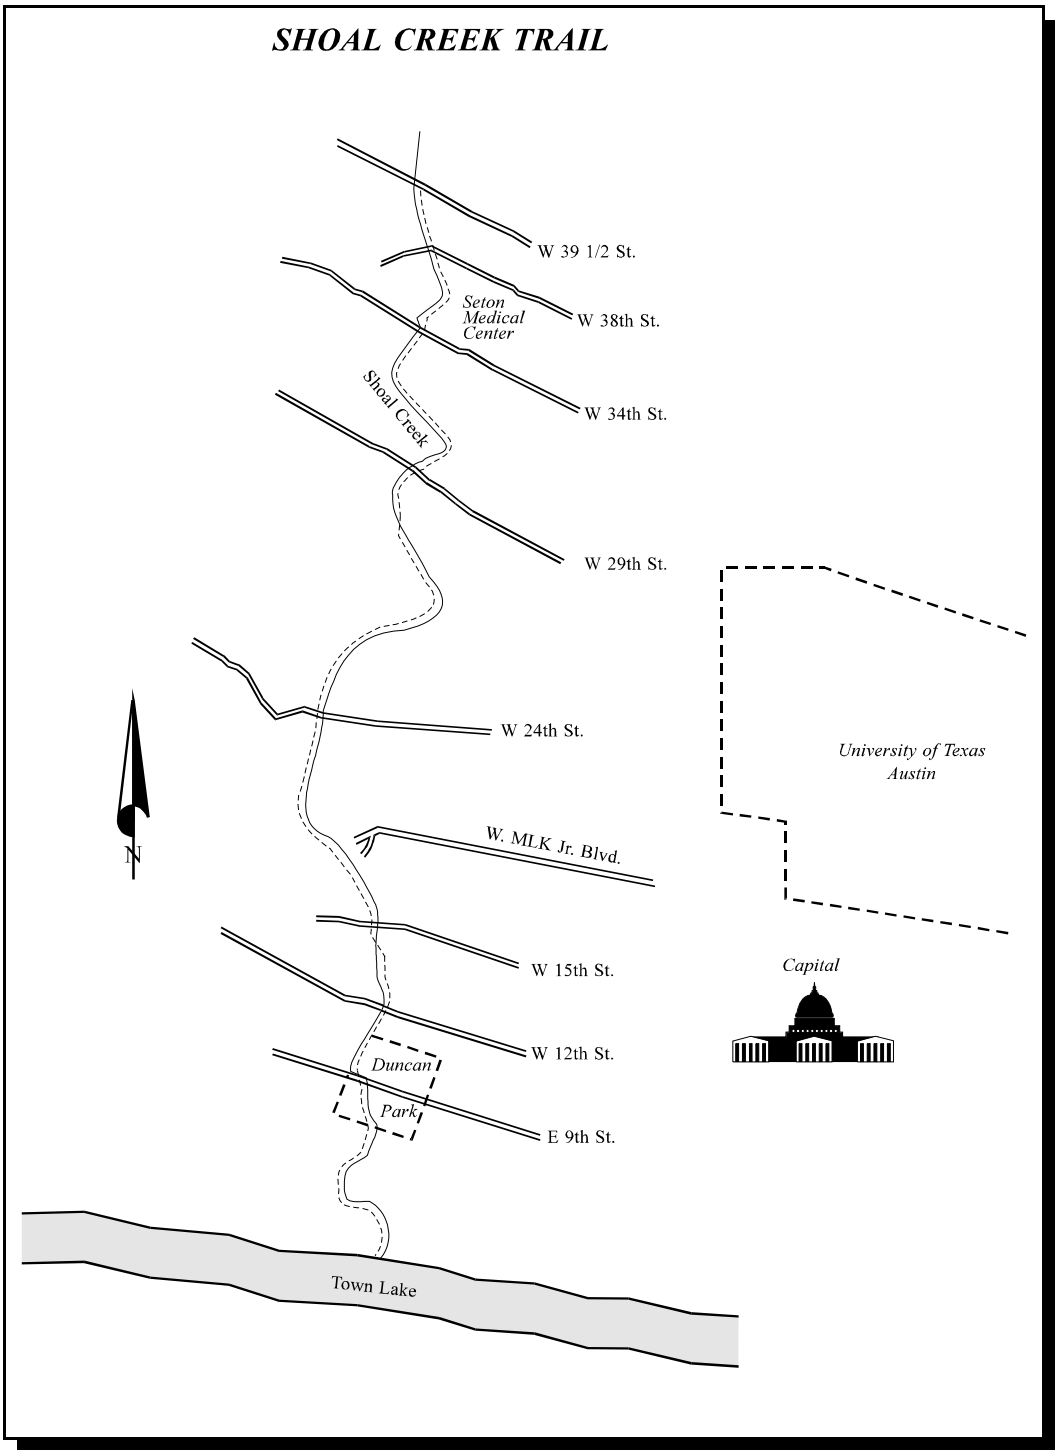 SHOAL CREEK TRAIL
W 39 1/2 St.
Seton
Medical
Center
W 38th St.
Shoal Creek
W 34th St.
W 29th St.
W 24th St.
University of Texas
Austin
W. MLK Jr. Blvd.
N
W 15th St.
Capital
W 12th St.
Duncan
Park
E 9th St.
Town Lake